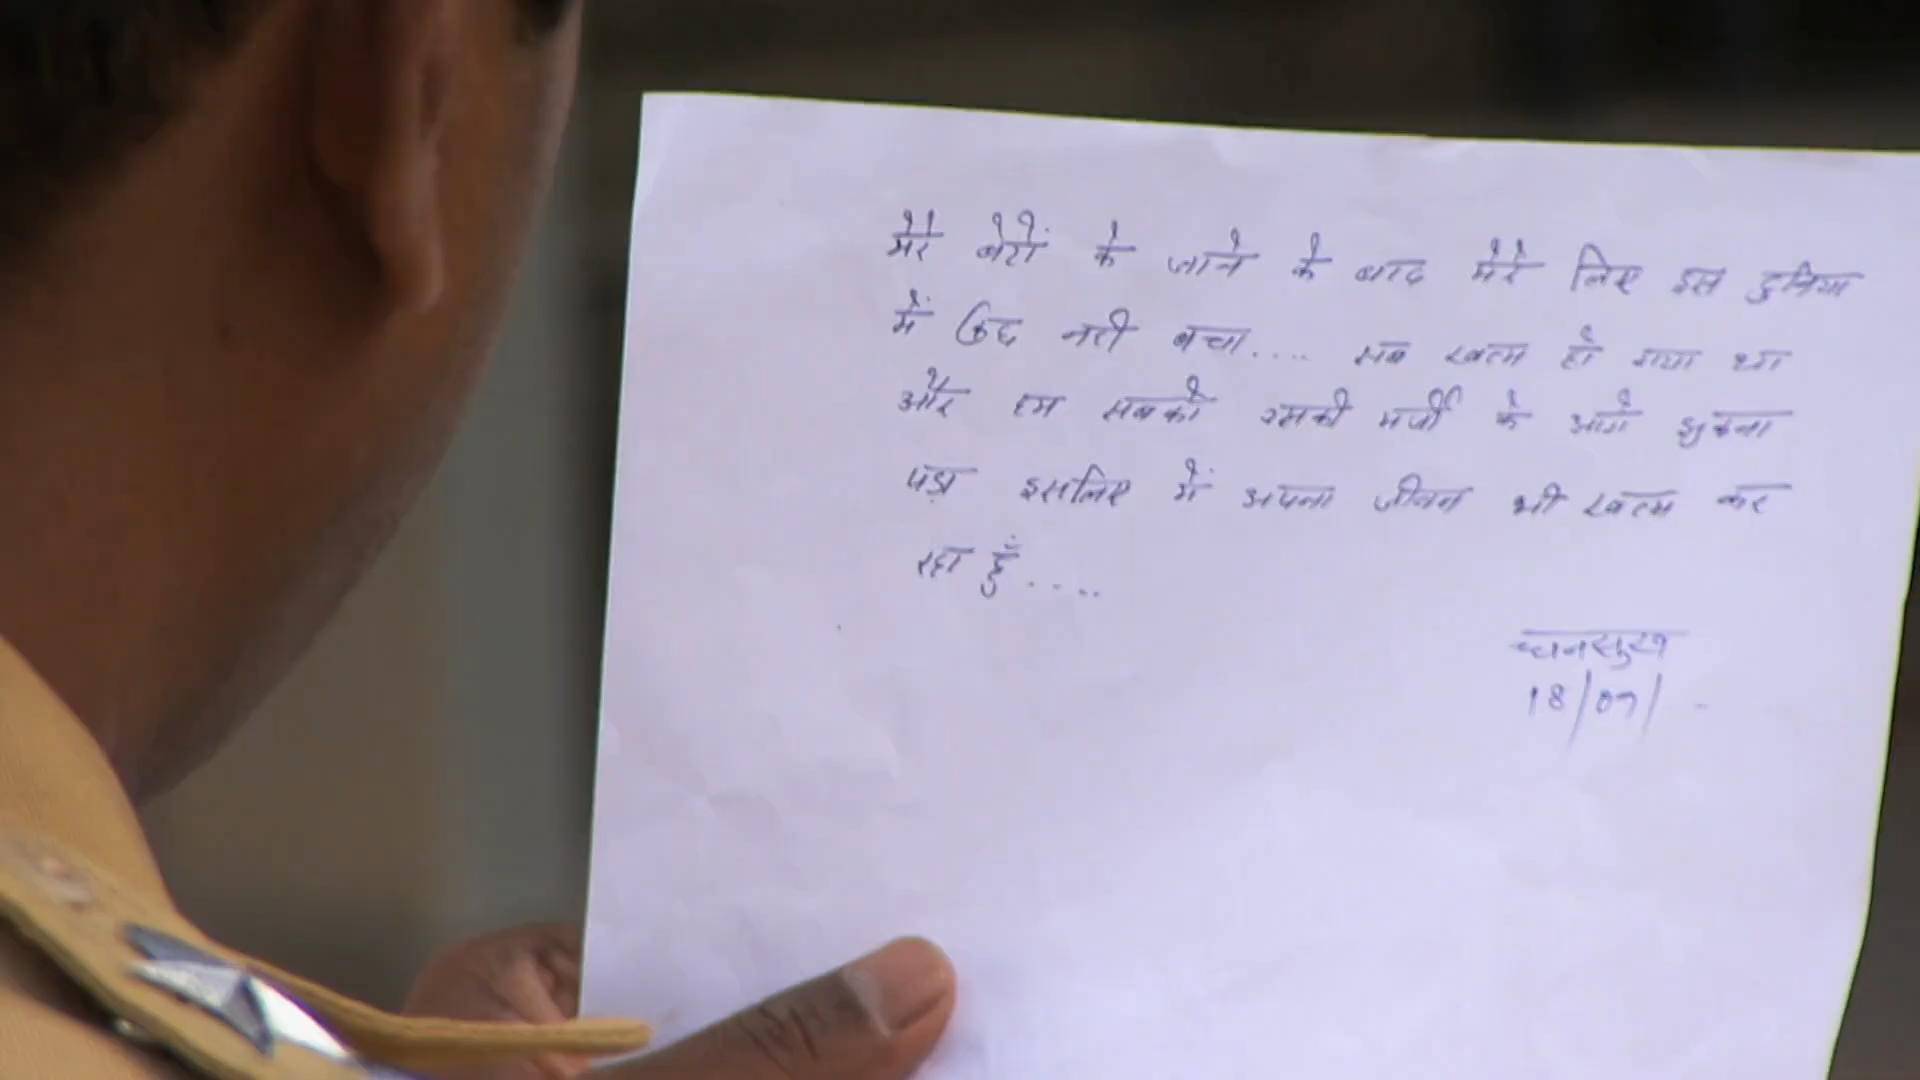 मेरे बेटों के जाने के बाद मेरे लिए इस दुनिया
में कुछ नही बचा.... सब खत्म हो गया था
और हम सबको उसकी मर्जी के आगे झुकना
पड़ा इसलिए में अपना जीवन भी खत्म कर
रहा हूँ....
धनसुख
18/07/